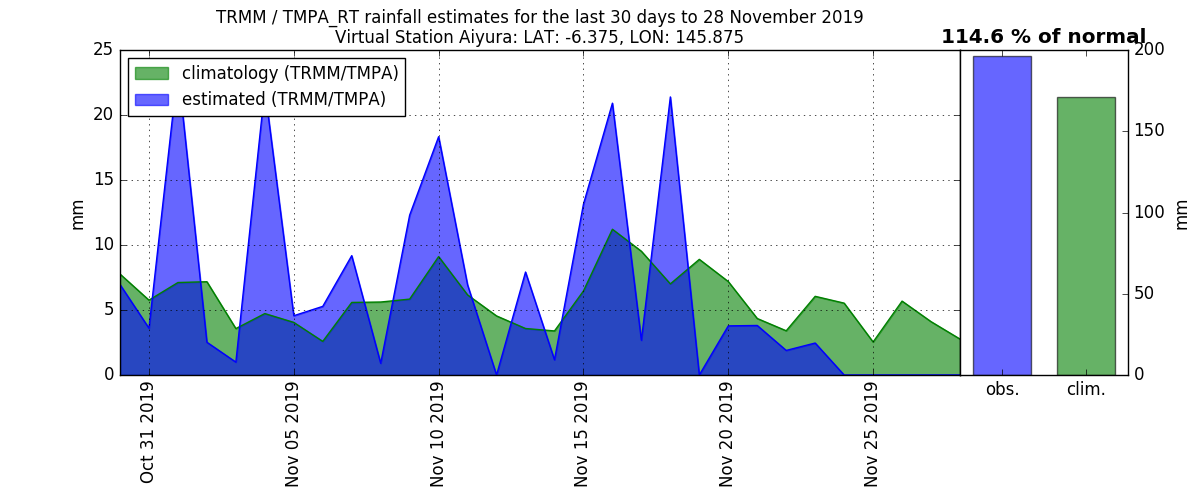 TRMM / TMPA_RT rainfall estimates for the last 30 days to 28 November 2019
Virtual Station Aiyura: LAT: -6.375, LON: 145.875
114.6 % of normal
climatology (TRMM/TMPA)
estimated (TRMM/TMPA)
25
20
15
10
5
0
mm
Oct 31 2019
Nov 05 2019
Nov 10 2019
Nov 15 2019
Nov 20 2019
Nov 25 2019
200
150
100
50
0
mm
obs.
clim.